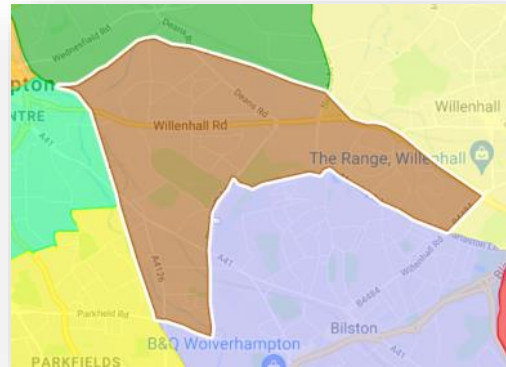 Wednesfield Rd
Deans Rd
pton
NTRE
A41
Deans Rd
Willenhall Rd
Willenhall
The Range, Willenhall
A4126
A41
B4484
Willenhall Rd
B4484
Parkfield Rd
Bilston
B&Q Wolverhampton
A41
PARKFIELDS